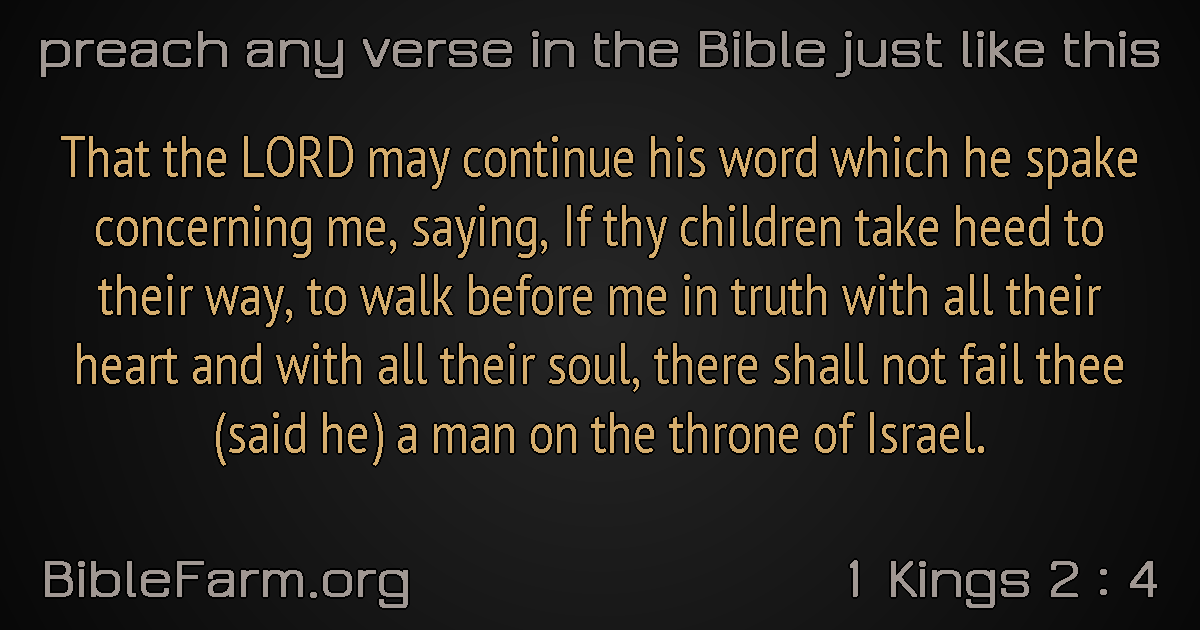 preach any verse in the Bible just like this
That the LORD may continue his word which he spake
concerning me, saying, If thy children take heed to
their way, to walk before me in truth with all their
heart and with all their soul, there shall not fail thee
(said he) a man on the throne of Israel.
BibleFarm.org
1 Kings 2 : 4